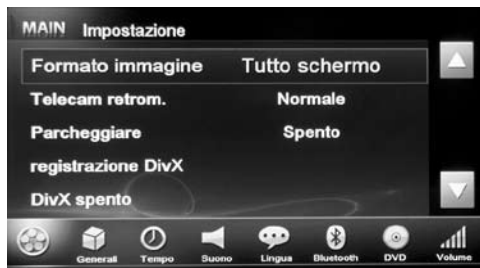 MAIN Impostazione
Formato immagine Tutto schermo
Telecam retrom. Normale
Parcheggiare Spento
registrazione DivX
DivX spento
Generali Tempo Suono Lingua Bluetooth DVD Volume